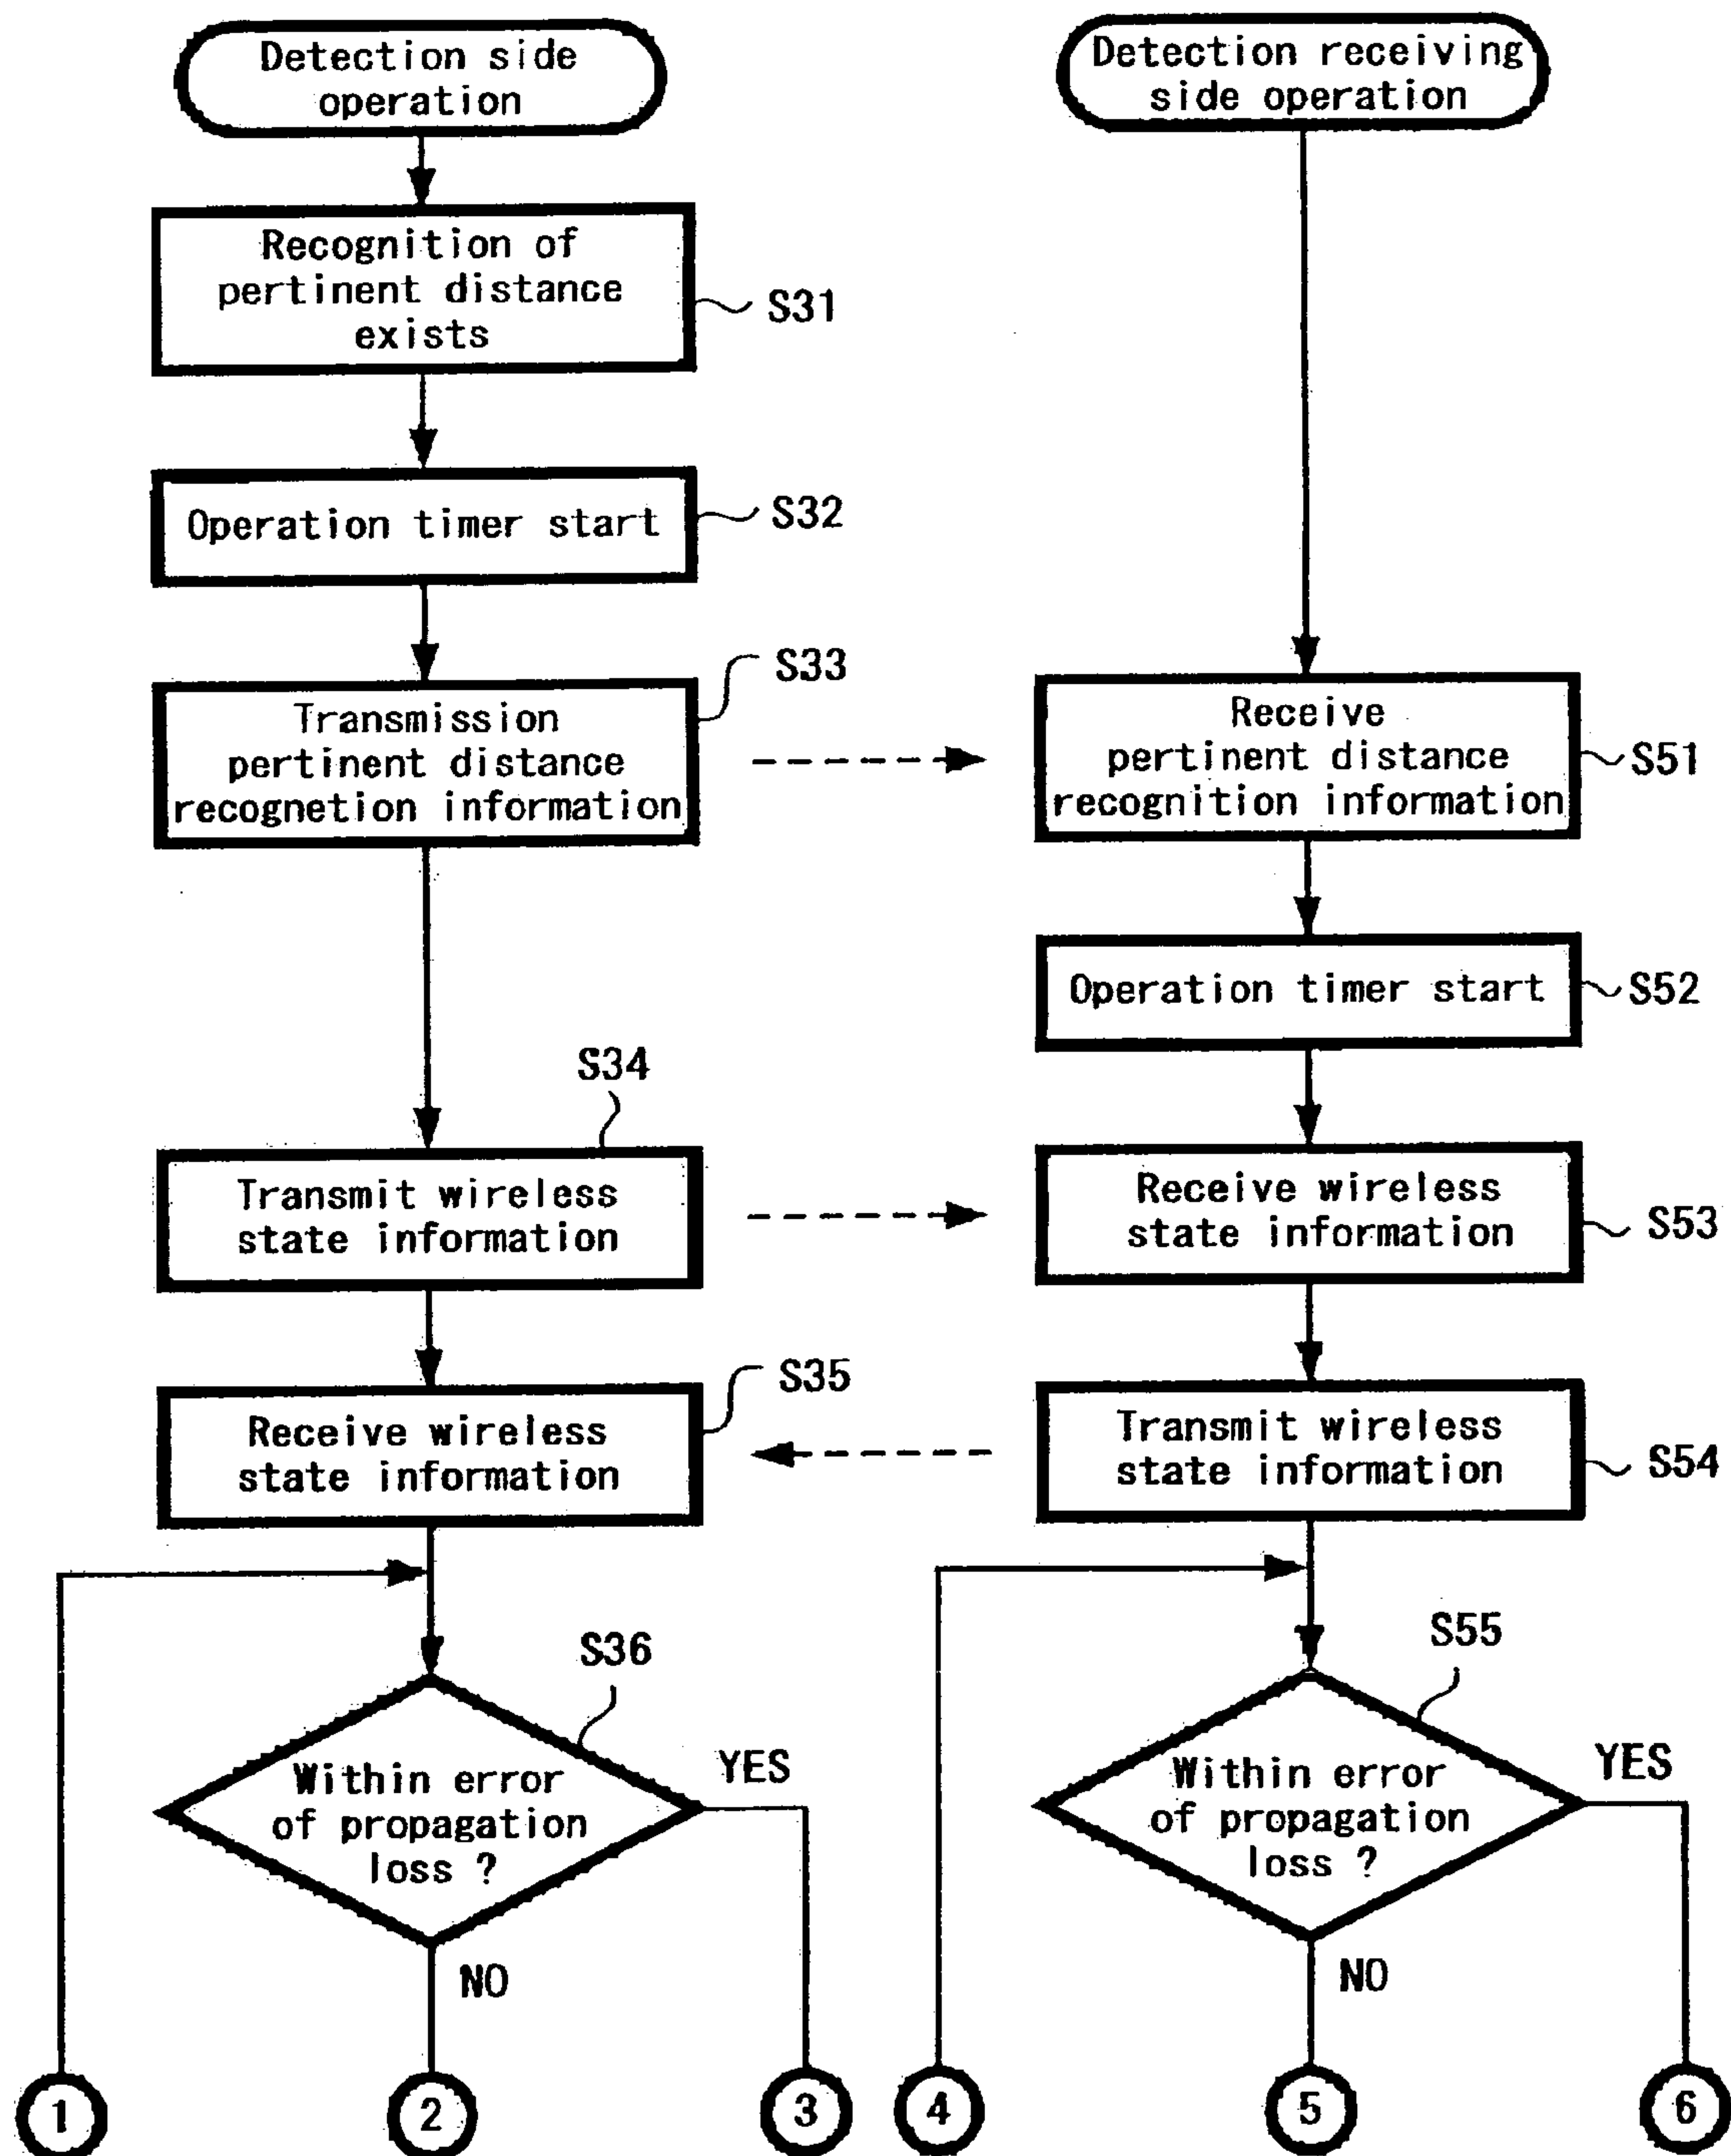 Detection side
operation
Recognition of
pertinent distance
exists
S31
Operation timer start
S32
S33
Transmission
pertinent distance
recognetion information
S34
Transmit wireless
state information
S35
Receive wireless
state information
S36
Within error
of propagation
loss ?
YES
NO
1
2
3
Detection receiving
side operation
Receive
pertinent distance
recognition information
S51
Operation timer start
S52
Receive wireless
state information
S53
Transmit wireless
state information
S54
S55
Within error
of propagation
loss ?
YES
NO
4
5
6